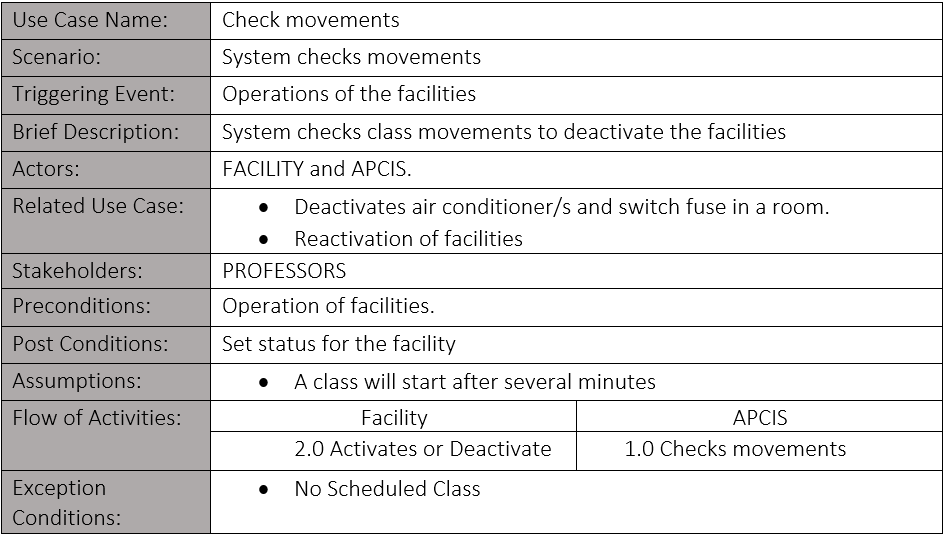 Use Case Name: Check movements
Scenario: System checks movements
Triggering Event: Operations of the facilities
Brief Description: System checks class movements to deactivate the facilities
Actors: FACILITY and APCIS.
Related Use Case: • Deactivates air conditioner/s and switch fuse in a room.
• Reactivation of facilities
Stakeholders: PROFESSORS
Preconditions: Operation of facilities.
Post Conditions: Set status for the facility
Assumptions: • A class will start after several minutes
Flow of Activities: Facility APCIS
2.0 Activates or Deactivate 1.0 Checks movements
Exception • No Scheduled Class
Conditions: